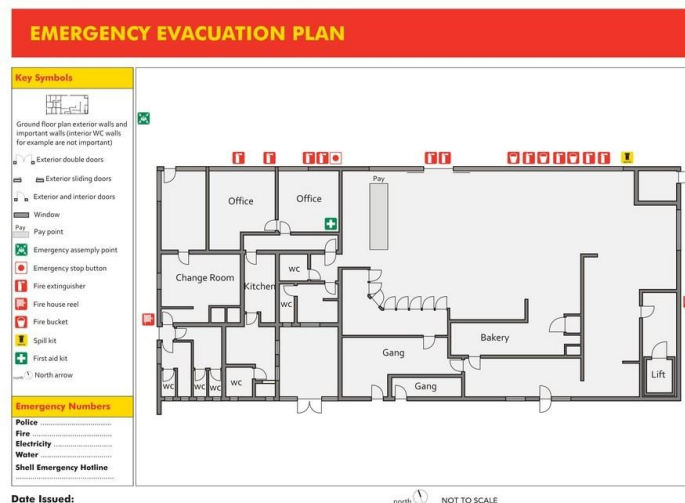 EMERGENCY EVACUATION PLAN
Key Symbols
Ground floor plan exterior walls and
important walls (interior WC walls
for example are not important)
Exterior double doors
Exterior sliding doors
Exterior and interior doors
Window
Pay
Pay point
Emergency assemply point
Emergency stop button
Fire extinguisher
Fire house reel
Fire bucket
Spill kit
First aid kit
north
North arrow
Emergency Numbers
Police
Fire
Electricity
Water
Shell Emergency Hotline
Date Issued:
Pay
Office
Office
wc
Change Room
Kitchen
wc
Bakery
Gang
wc
wc
wc
wc
Gang
Lift
north
NOT TO SCALE